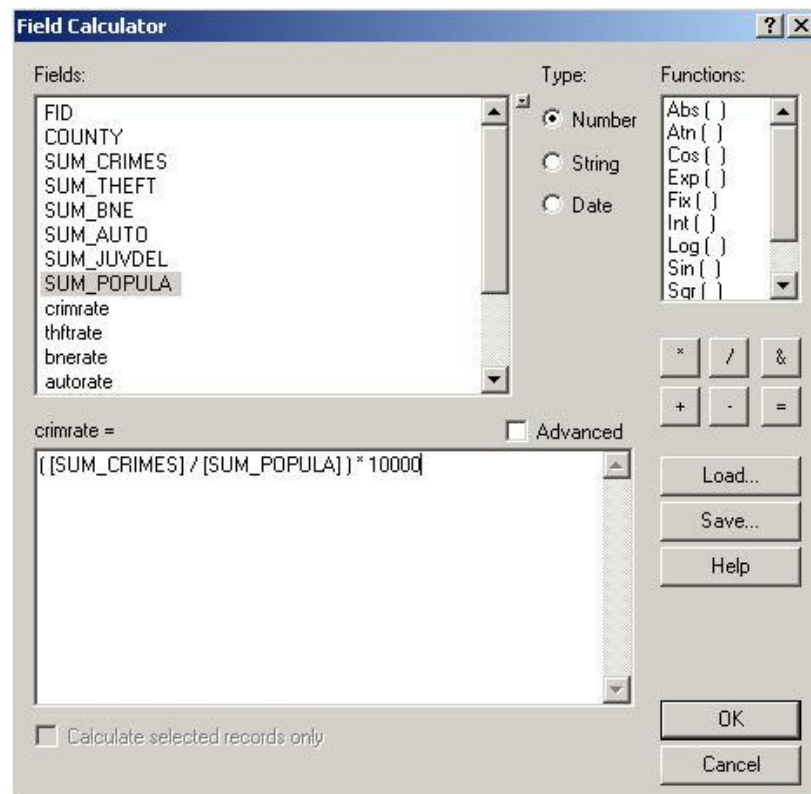 Field Calculator
? X
Fields:
FID
COUNTY
SUM_CRIMES
SUM_THEFT
SUM_BNE
SUM_AUTO
SUM_JUVDEL
SUM_POPULA
crimrate
thftrate
bnerate
autorate
Type:
Number
String
Date
Functions:
Abs ( )
Atn ( )
Cos ( )
Exp ( )
Fix ( )
Int ( )
Log ( )
Sin ( )
Sqr ( )
* / &
+ - =
crimrate =
Advanced
( [SUM_CRIMES] / [SUM_POPULA] ) * 10000
Load...
Save...
Help
Calculate selected records only
OK
Cancel